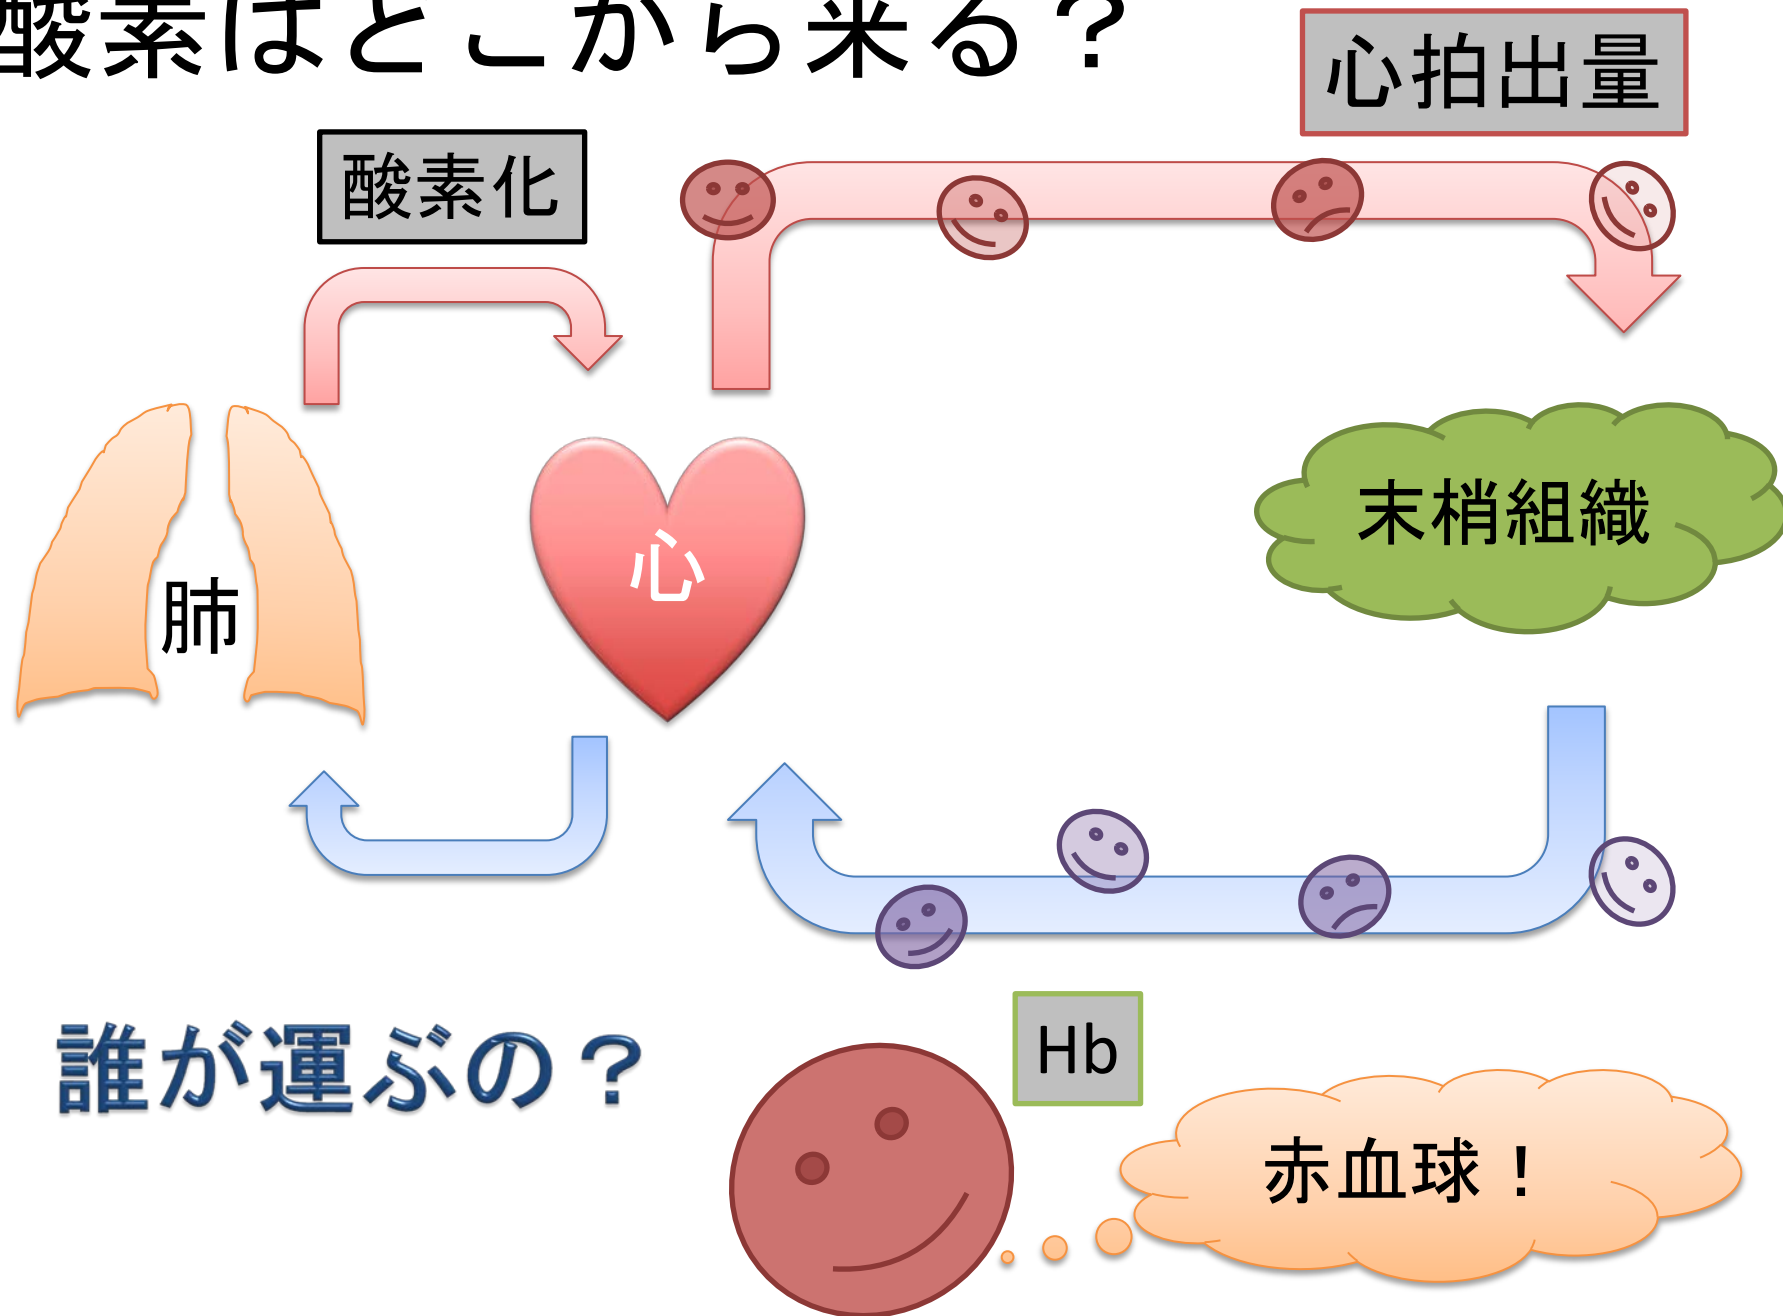 酸素はどこから来る？
心拍出量
酸素化
肺
心
末梢組織
Hb
誰が運ぶの？
赤血球！